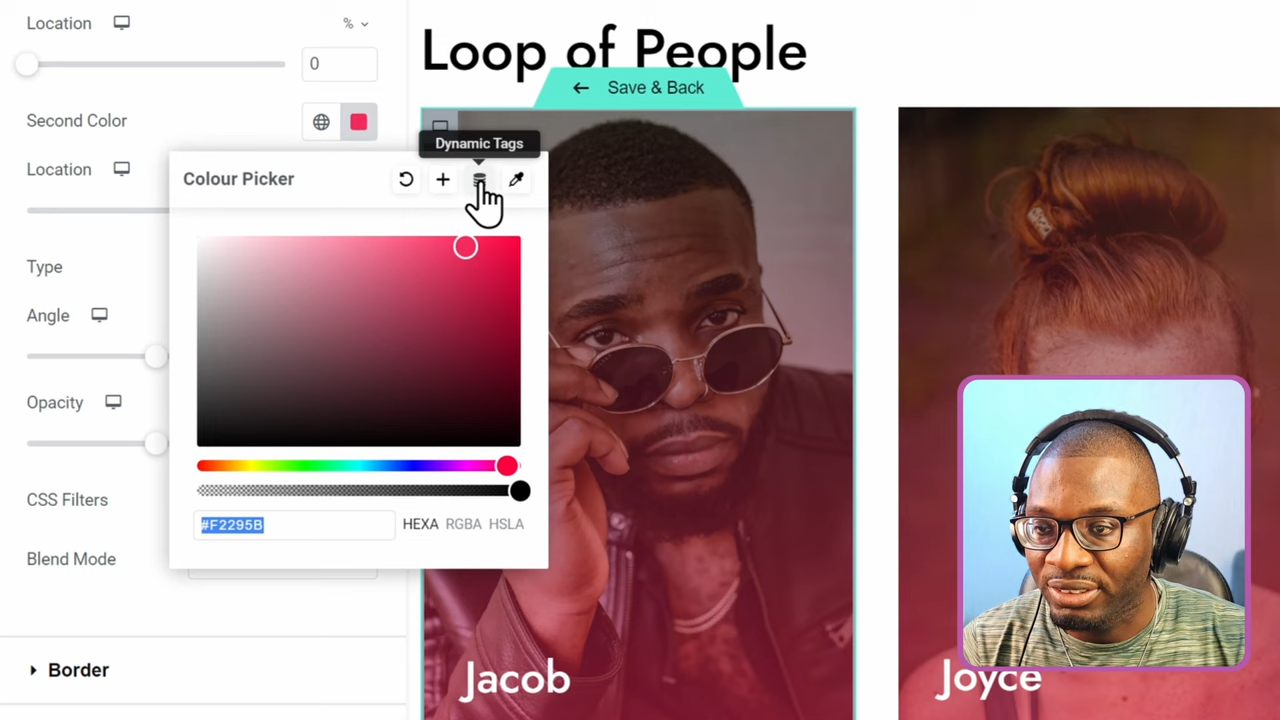 Location
%
0
Second Color
Location
Type
Angle
Opacity
CSS Filters
Blend Mode
Border
Colour Picker
Dynamic Tags
#F2295B
HEXA RGBA HSLA
Loop of People
Save & Back
Jacob
Joyce